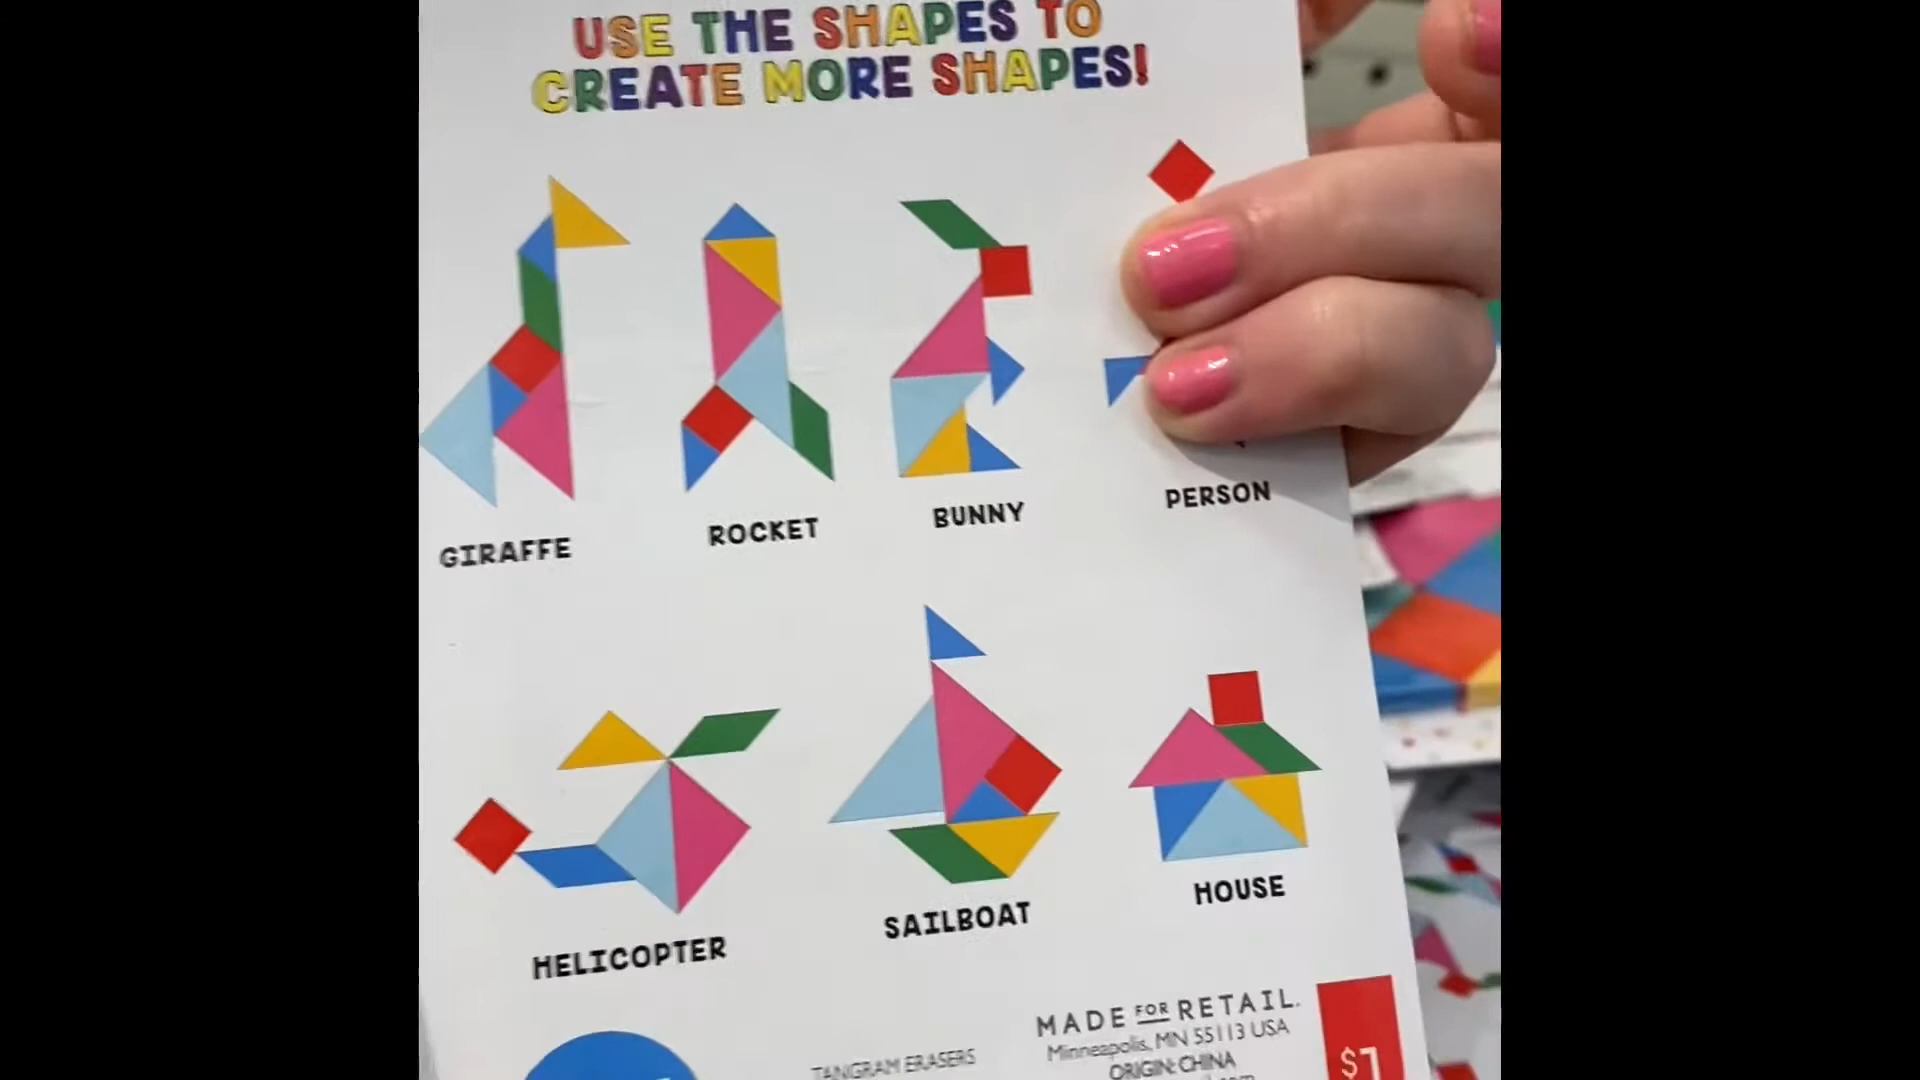 USE THE SHAPES TO
CREATE MORE SHAPES!
GIRAFFE
ROCKET
BUNNY
PERSON
HELICOPTER
SAILBOAT
HOUSE
MADE FOR RETAIL.
Minneapolis, MN 55113 USA
TANGRAM ERASERS
ORIGIN: CHINA
$1